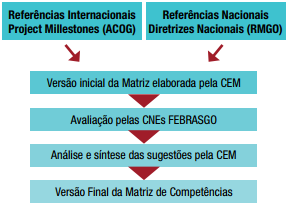 Referências Internacionais
Project Millestones (ACOG)
Referências Nacionais
Diretrizes Nacionais (RMGO)
Versão inicial da Matriz elaborada pela CEM
Avaliação pelas CNEs FEBRASGO
Análise e síntese das sugestões pela CEM
Versão Final da Matriz de Competências